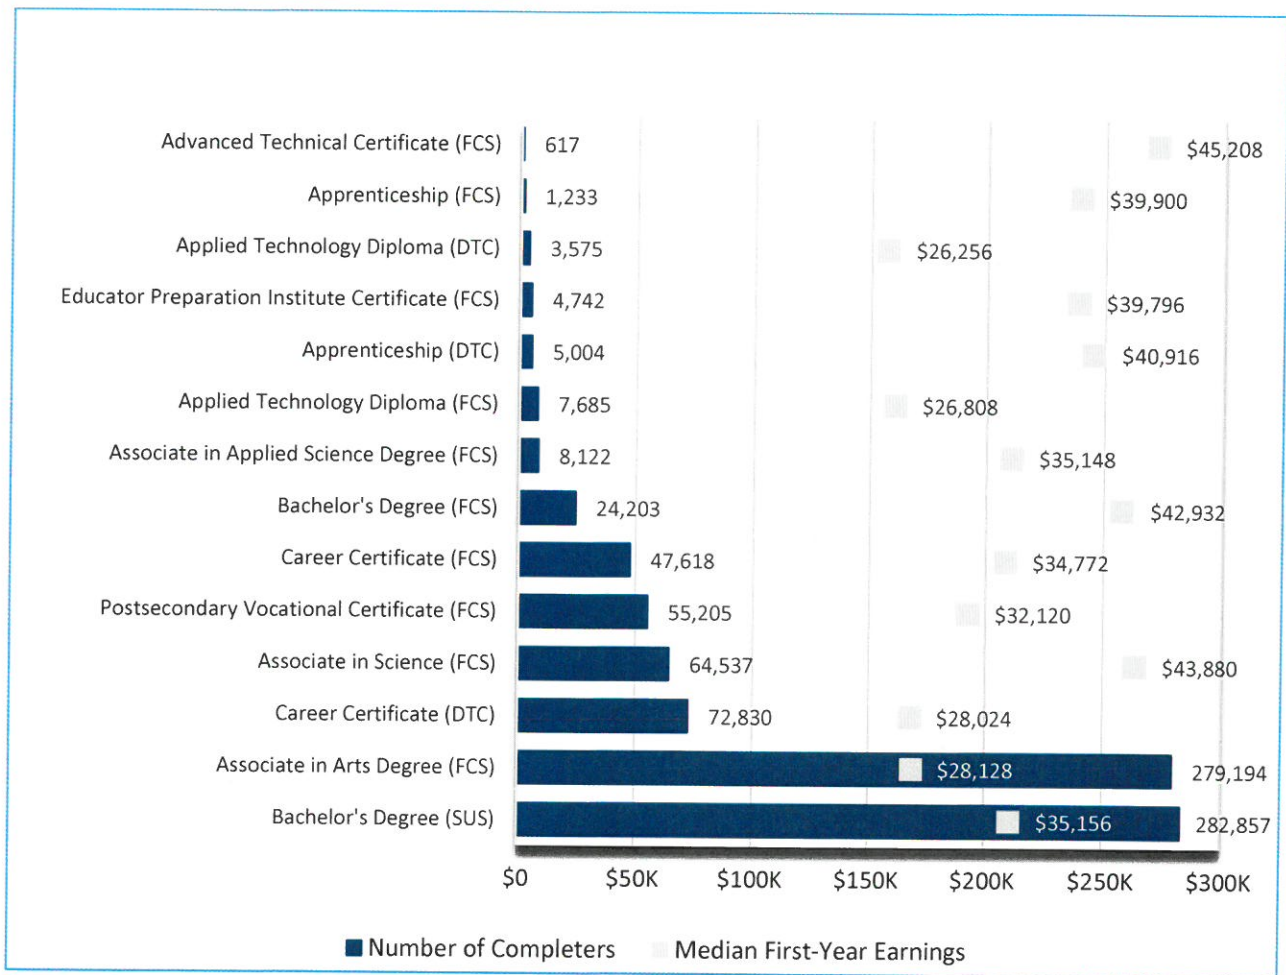 Advanced Technical Certificate (FCS) 617 $45,208
Apprenticeship (FCS) 1,233 $39,900
Applied Technology Diploma (DTC) 3,575 $26,256
Educator Preparation Institute Certificate (FCS) 4,742 $39,796
Apprenticeship (DTC) 5,004 $40,916
Applied Technology Diploma (FCS) 7,685 $26,808
Associate in Applied Science Degree (FCS) 8,122 $35,148
Bachelor's Degree (FCS) 24,203 $42,932
Career Certificate (FCS) 47,618 $34,772
Postsecondary Vocational Certificate (FCS) 55,205 $32,120
Associate in Science (FCS) 64,537 $43,880
Career Certificate (DTC) 72,830 $28,024
Associate in Arts Degree (FCS) $28,128 279,194
Bachelor's Degree (SUS) $35,156 282,857
$0 $50K $100K $150K $200K $250K $300K
Number of Completers Median First-Year Earnings